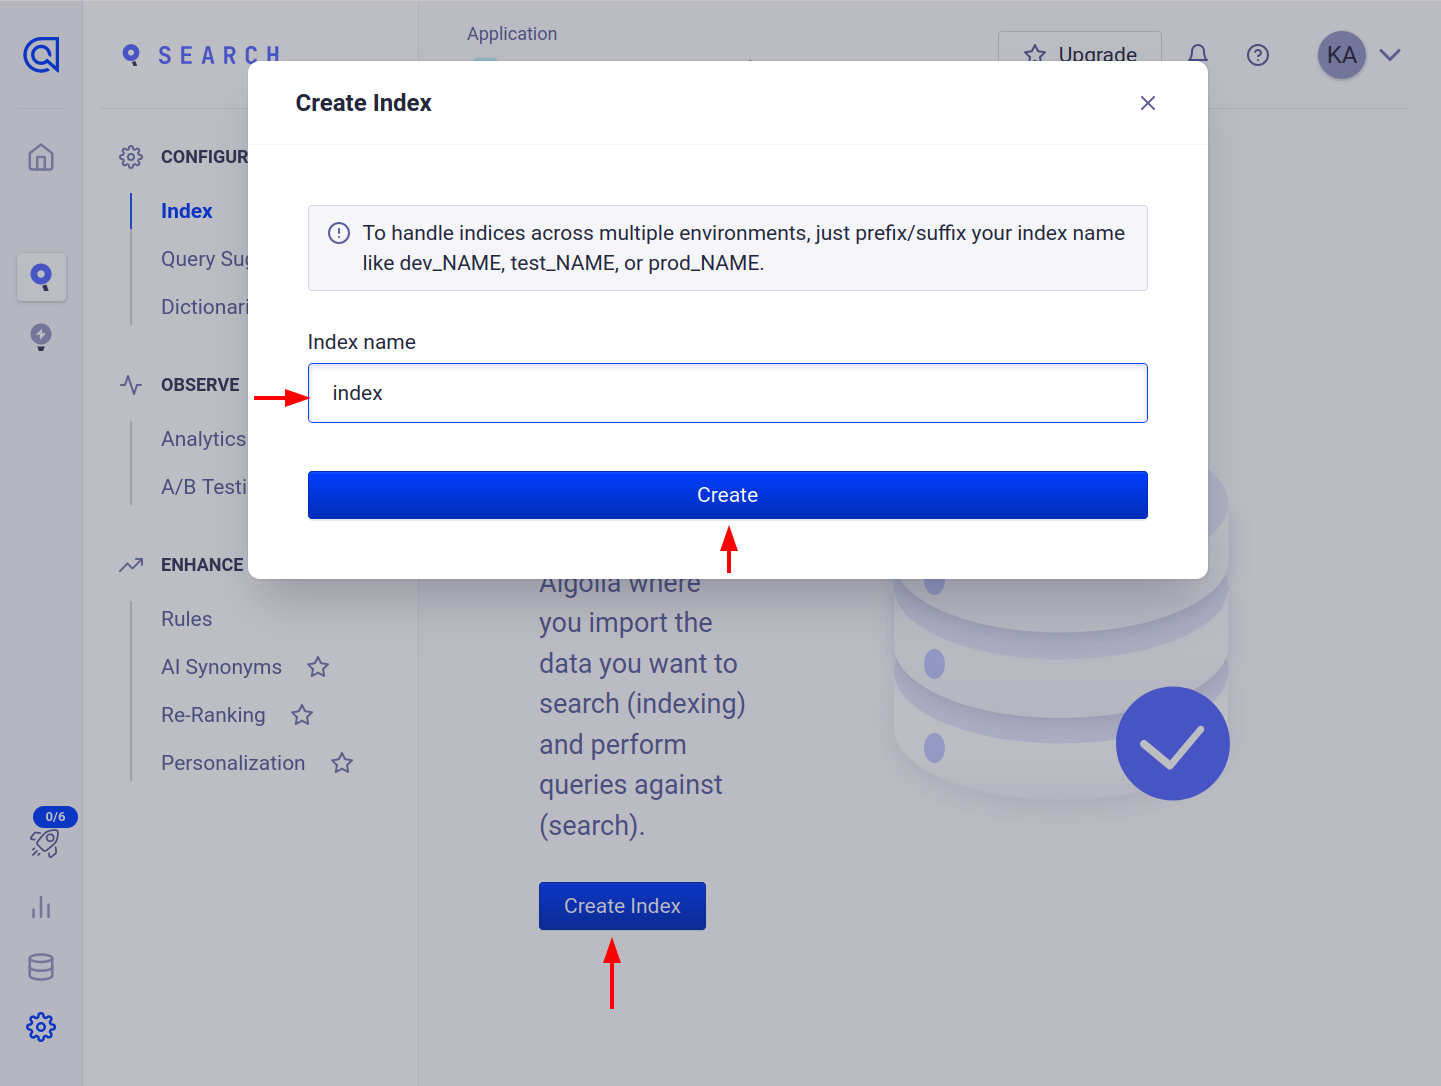 SEARCH
Application
Upgrade
KA
Create Index
CONFIGUR
Index
Query Sug
Dictionari
To handle indices across multiple environments, just prefix/suffix your index name
like dev_NAME, test_NAME, or prod_NAME.
Index name
index
Create
OBSERVE
Analytics
A/B Testi
ENHANCE
Rules
AI Synonyms
Re-Ranking
Personalization
0/6
Algolia where
you import the
data you want to
search (indexing)
and perform
queries against
(search).
Create Index